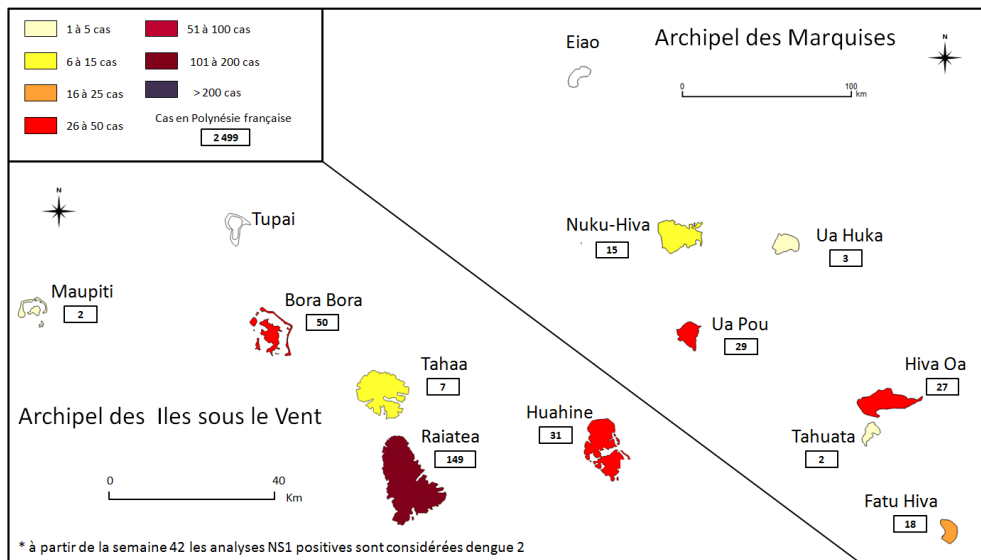 1 à 5 cas
6 à 15 cas
16 à 25 cas
26 à 50 cas
51 à 100 cas
101 à 200 cas
> 200 cas
Cas en Polynésie française
2 499
Archipel des Marquises
N
0 100
km
Eiao
Nuku-Hiva
15
Ua Huka
3
Ua Pou
29
Hiva Oa
27
Tahuata
2
Fatu Hiva
18
N
Tupai
Maupiti
2
Bora Bora
50
Tahaa
7
Archipel des Iles sous le Vent
Huahine
31
Raiatea
149
0 40
Km
* à partir de la semaine 42 les analyses NS1 positives sont considérées dengue 2